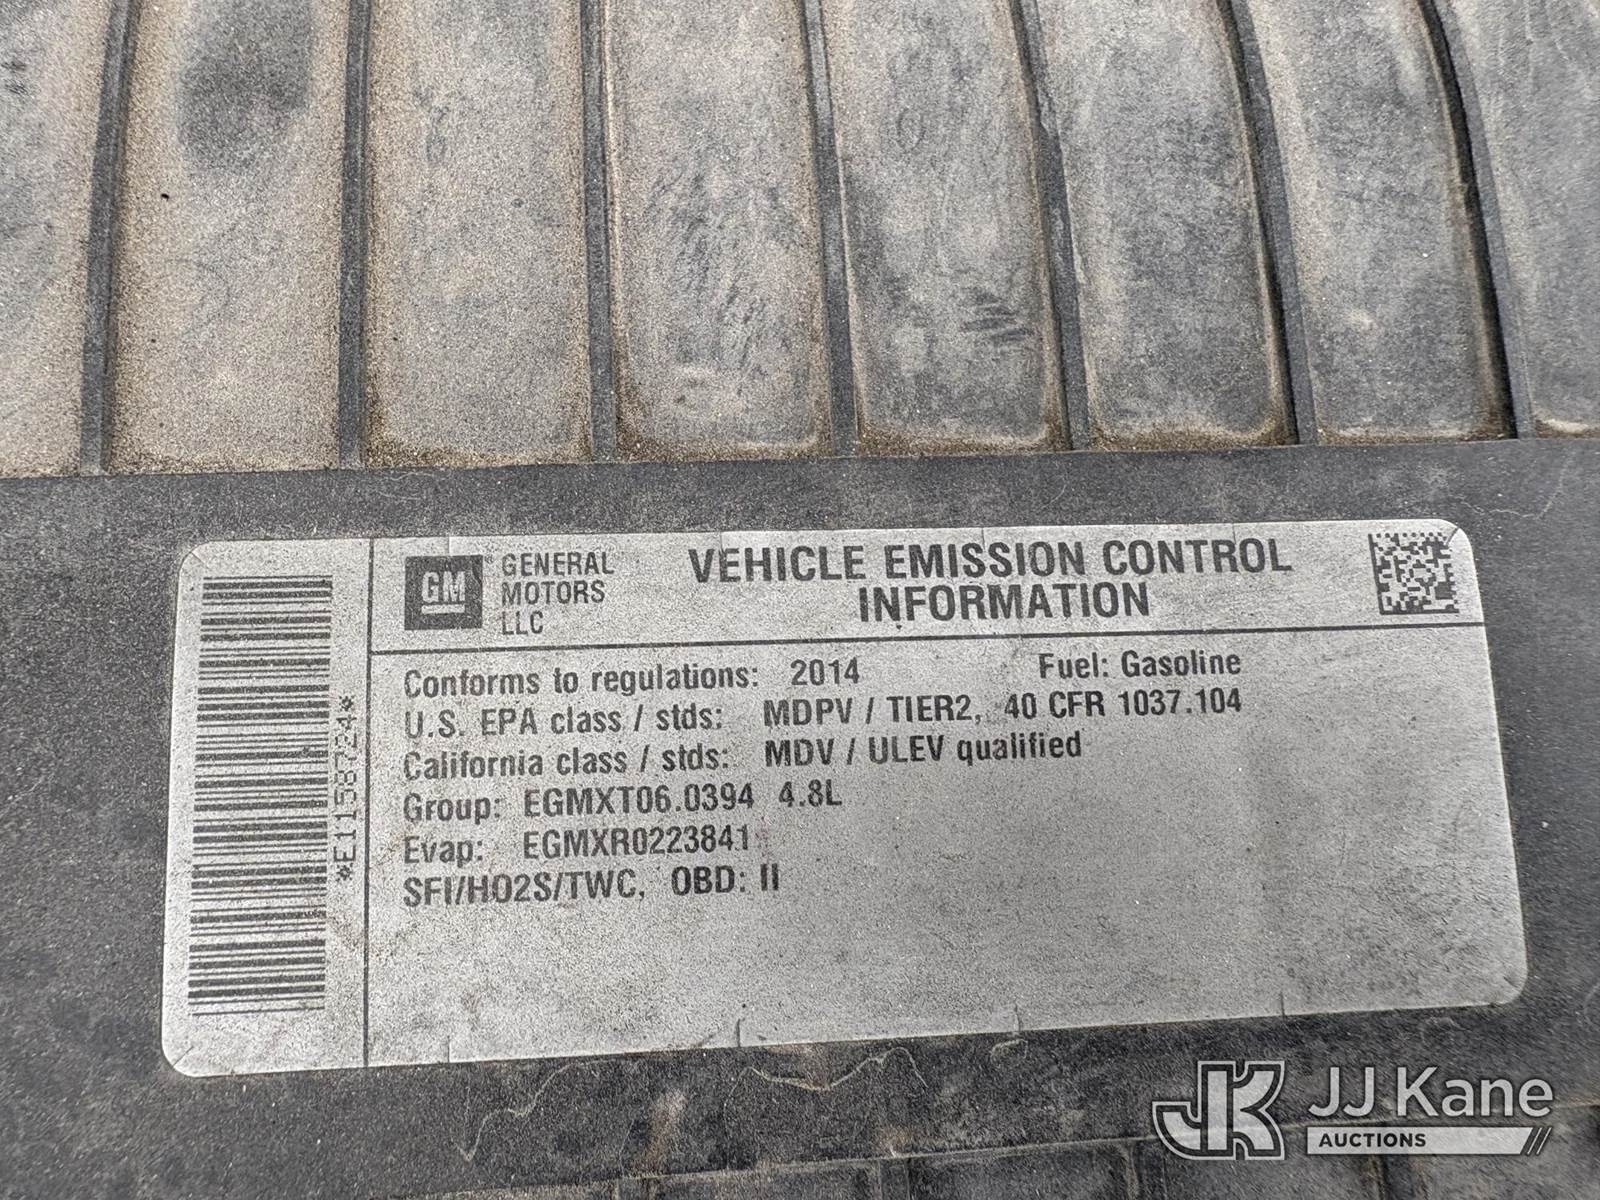 GM
GENERAL
MOTORS
LLC
VEHICLE EMISSION CONTROL
INFORMATION
Conforms to regulations: 2014 Fuel: Gasoline
U.S. EPA class / stds: MDPV / TIER2, 40 CFR 1037.104
California class / stds: MDV / ULEV qualified
Group: EGMXT06.0394 4.8L
Evap: EGMXR0223841
SFI/HO2S/TWC, OBD: II
*E11587244*
JK JJ Kane
AUCTIONS